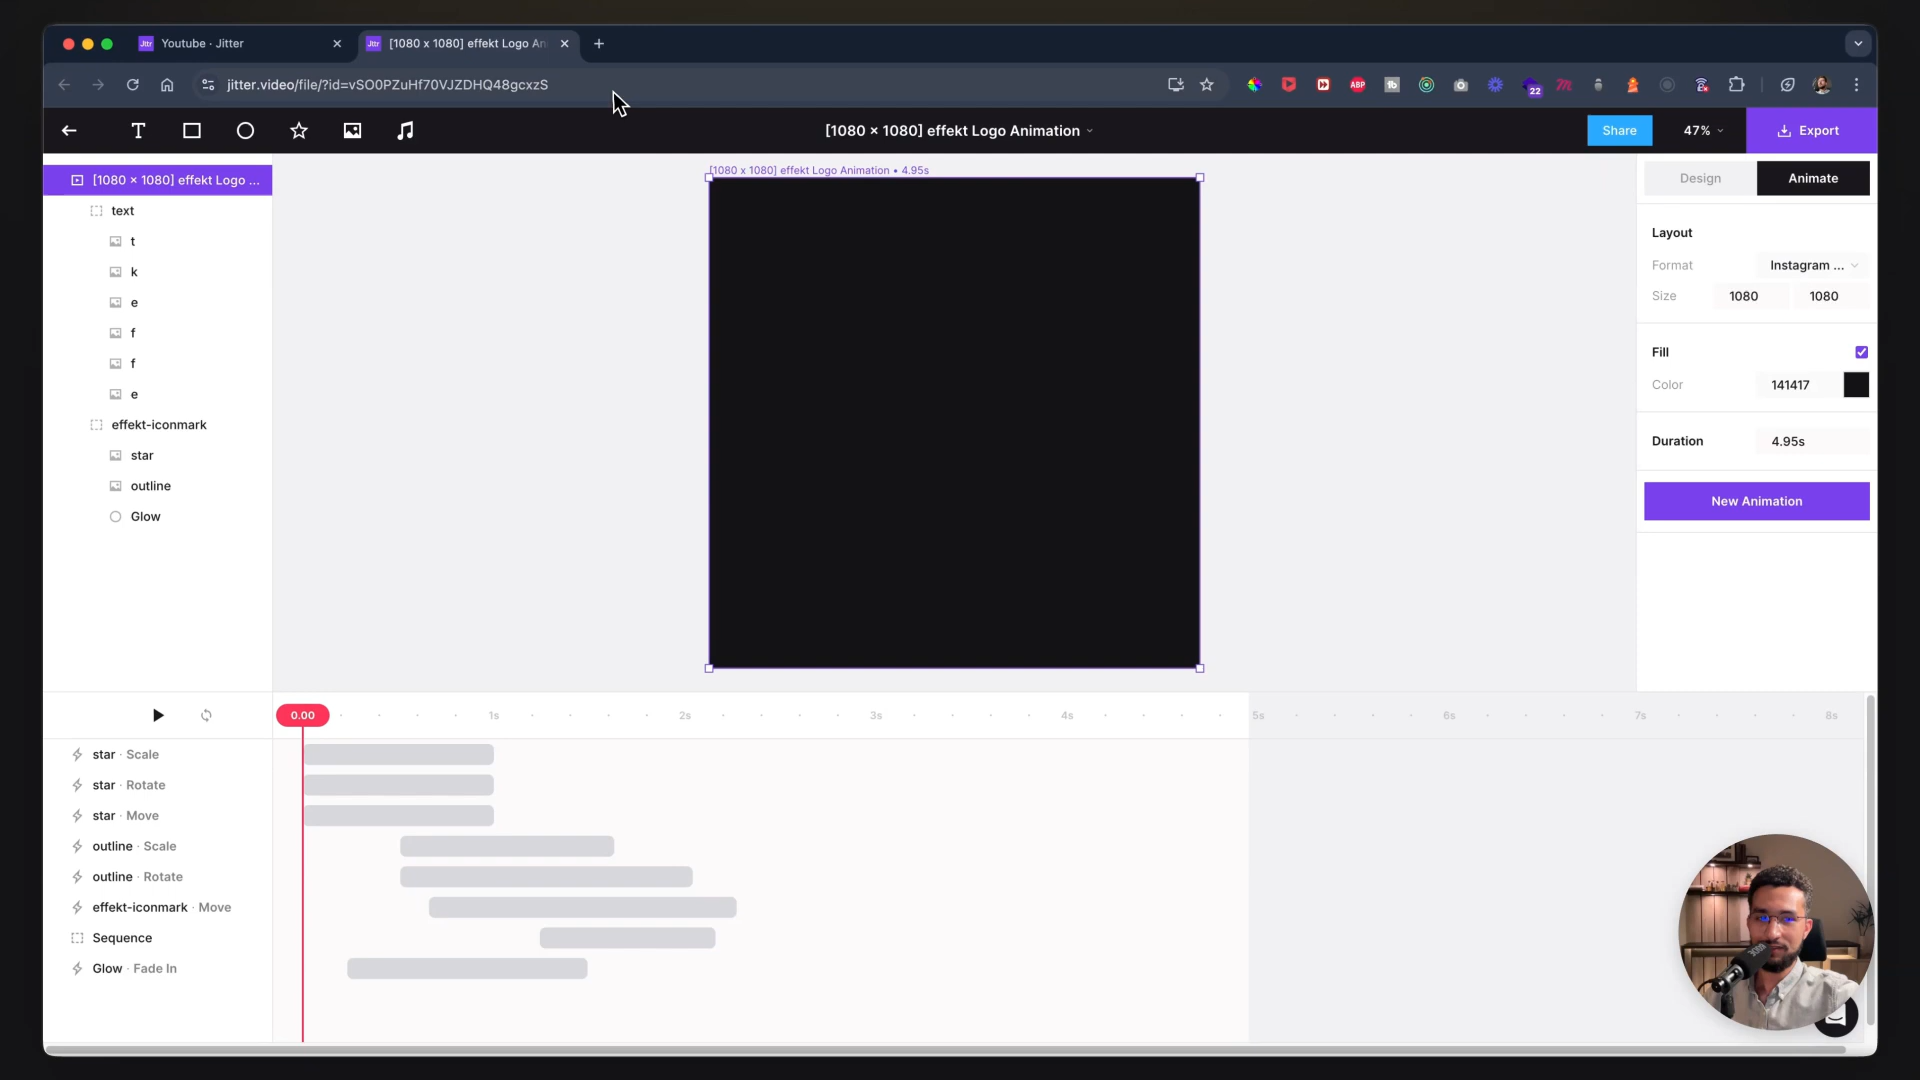 Youtube · Jitter
[1080 x 1080] effekt Logo An
jitter.video/file/?id=vSO0PZuHf70VJZDHQ48gcxzS
ABP
22
T
[1080 × 1080] effekt Logo Animation
Share
47%
Export
[1080 × 1080] effekt Logo ...
text
t
k
e
f
f
e
effekt-iconmark
star
outline
Glow
[1080 x 1080] effekt Logo Animation • 4.95s
Design
Animate
Layout
Format
Instagram ...
Size
1080
1080
Fill
Color
141417
Duration
4.95s
New Animation
0.00
1s
2s
3s
4s
5s
6s
7s
8s
star · Scale
star · Rotate
star · Move
outline · Scale
outline · Rotate
effekt-iconmark · Move
Sequence
Glow · Fade In